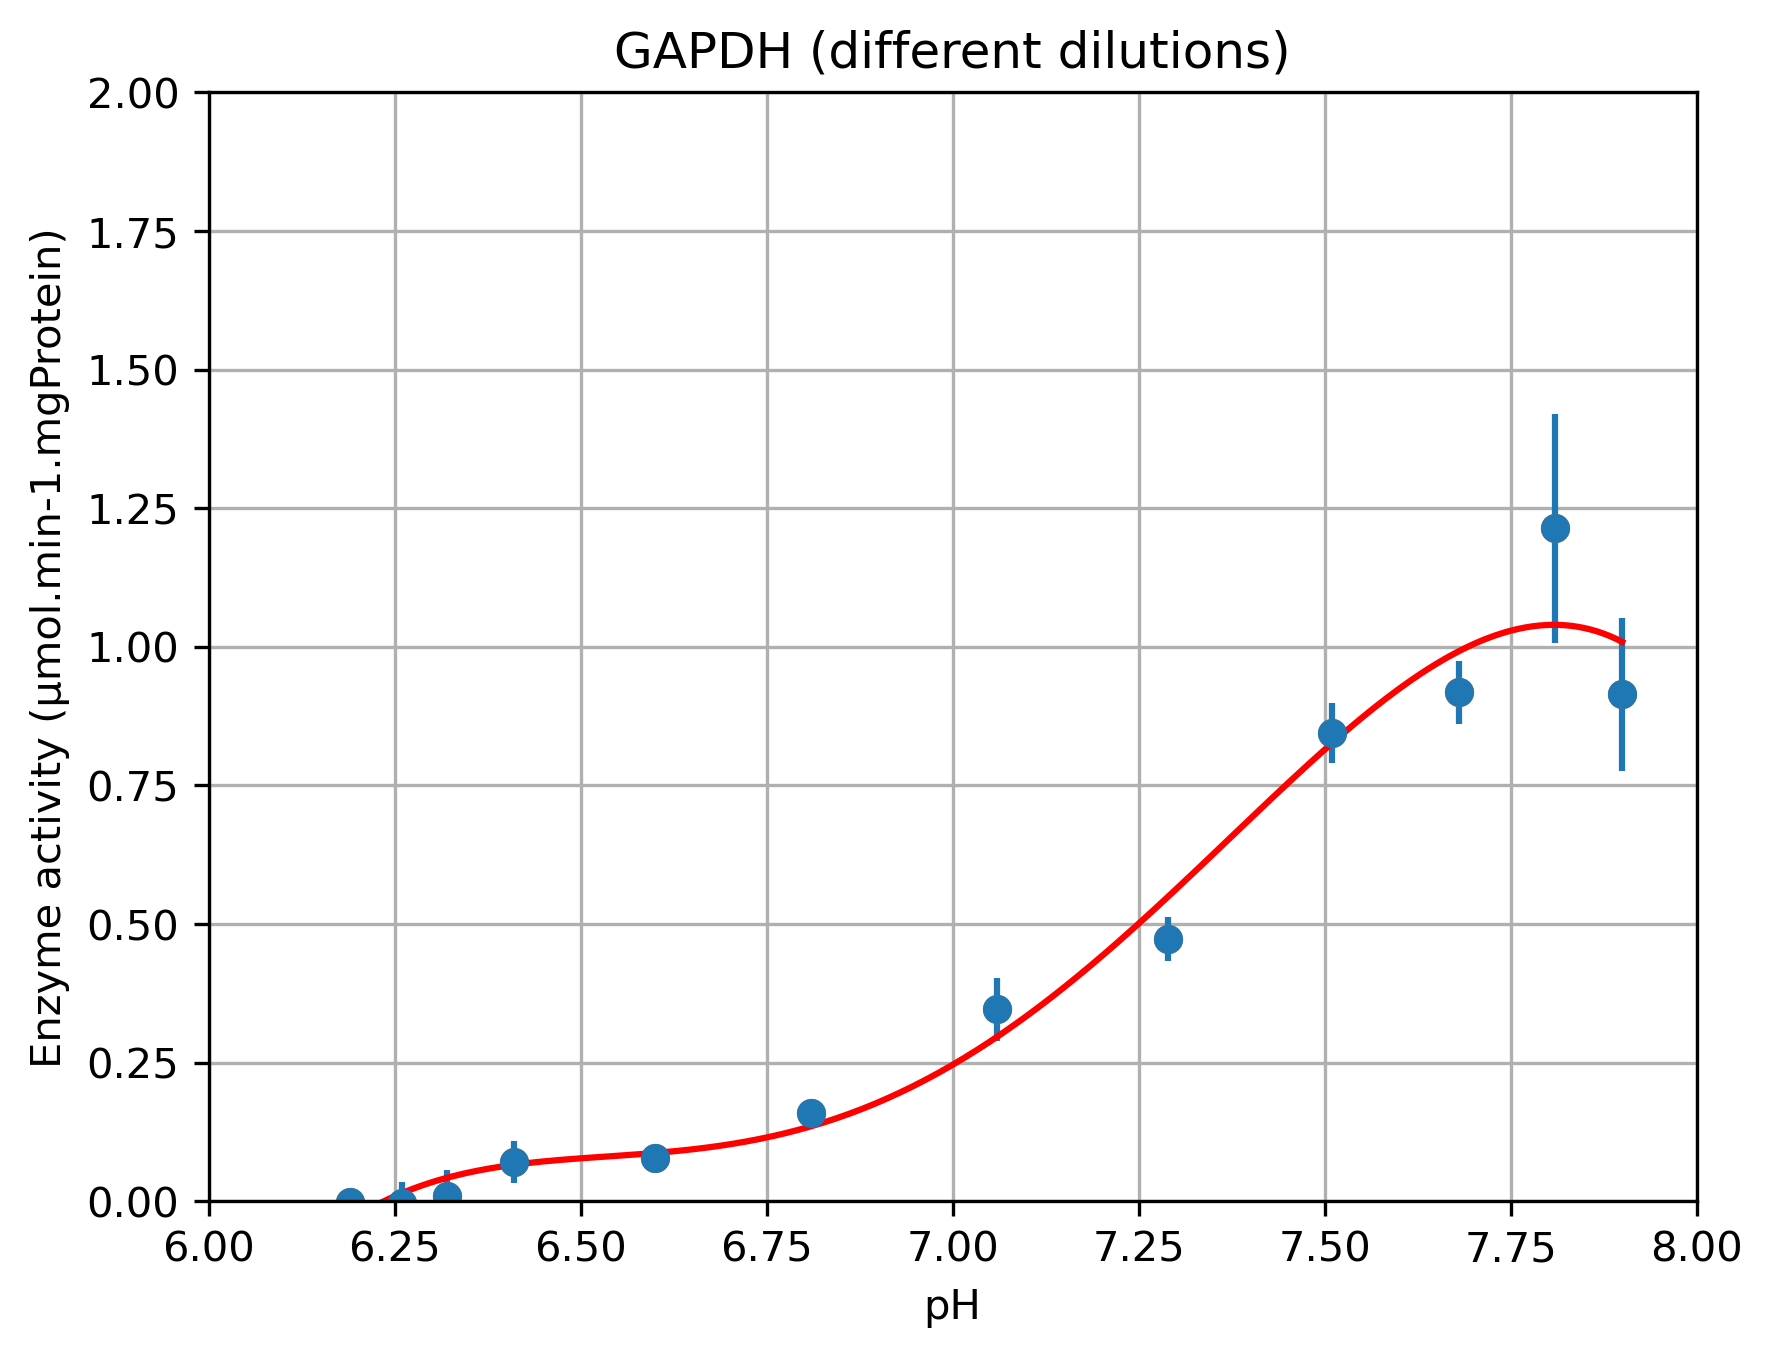 GAPDH (different dilutions)
Enzyme activity (µmol.min-1.mgProtein)
2.00
1.75
1.50
1.25
1.00
0.75
0.50
0.25
0.00
6.00 6.25 6.50 6.75 7.00 7.25 7.50 7.75 8.00
pH